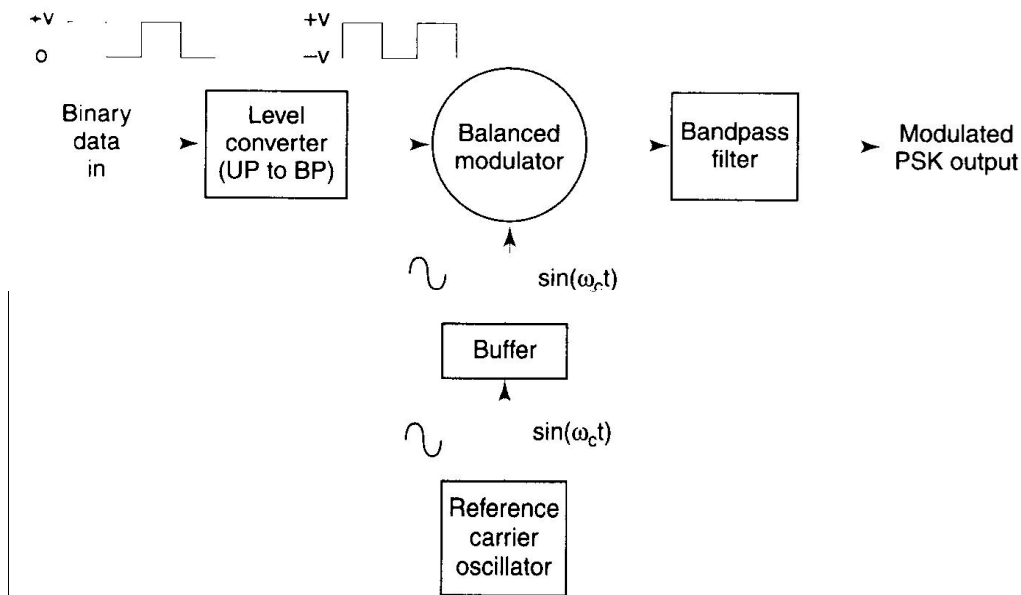 +V
0
+V
−V
Binary
data
in
Level
converter
(UP to BP)
Balanced
modulator
Bandpass
filter
Modulated
PSK output
sin(ωct)
Buffer
sin(ωct)
Reference
carrier
oscillator